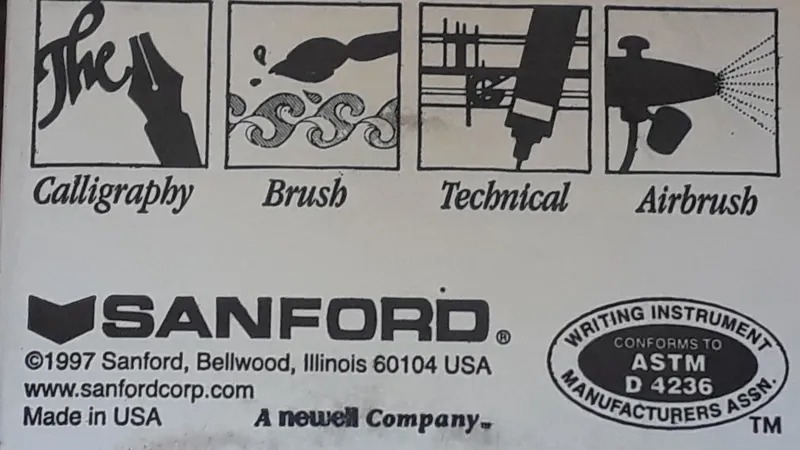 The
Calligraphy
Brush
Technical
Airbrush
SANFORD®
©1997 Sanford, Bellwood, Illinois 60104 USA
www.sanfordcorp.com
Made in USA
A newell Company™
WRITING INSTRUMENT
CONFORMS TO
ASTM
D 4236
MANUFACTURERS ASSN.
TM